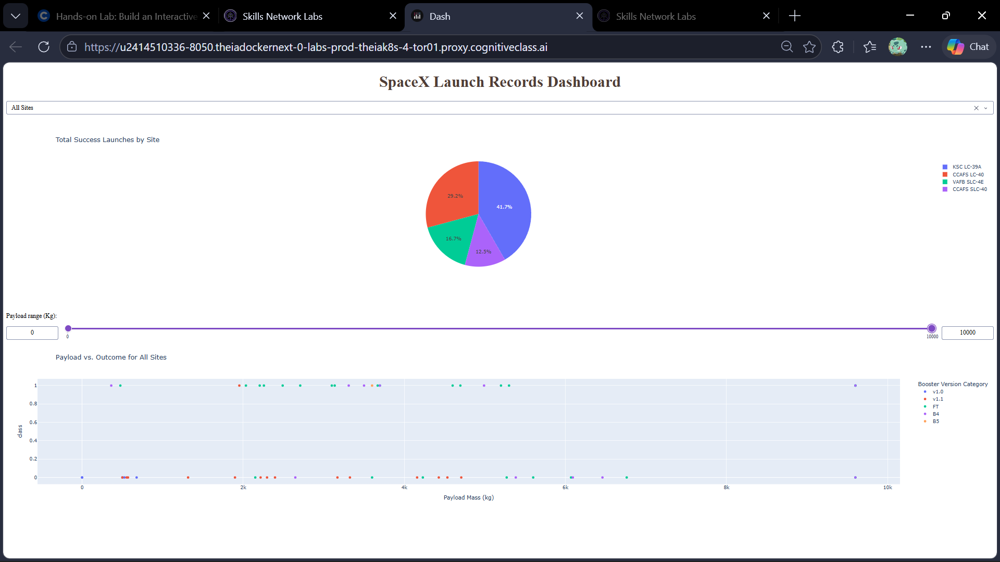 Hands-on Lab: Build an Interactive
Skills Network Labs
Dash
Skills Network Labs
https://u2414510336-8050.theiadockernext-0-labs-prod-theiak8s-4-tor01.proxy.cognitiveclass.ai
Chat
SpaceX Launch Records Dashboard
All Sites
Total Success Launches by Site
KSC LC-39A
CCAFS LC-40
VAFB SLC-4E
CCAFS SLC-40
29.2%
41.7%
16.7%
12.5%
Payload range (Kg):
0
0
10000
10000
Payload vs. Outcome for All Sites
1
0.8
0.6
0.4
0.2
0
class
0
2k
4k
6k
8k
10k
Payload Mass (kg)
Booster Version Category
v1.0
v1.1
FT
B4
B5